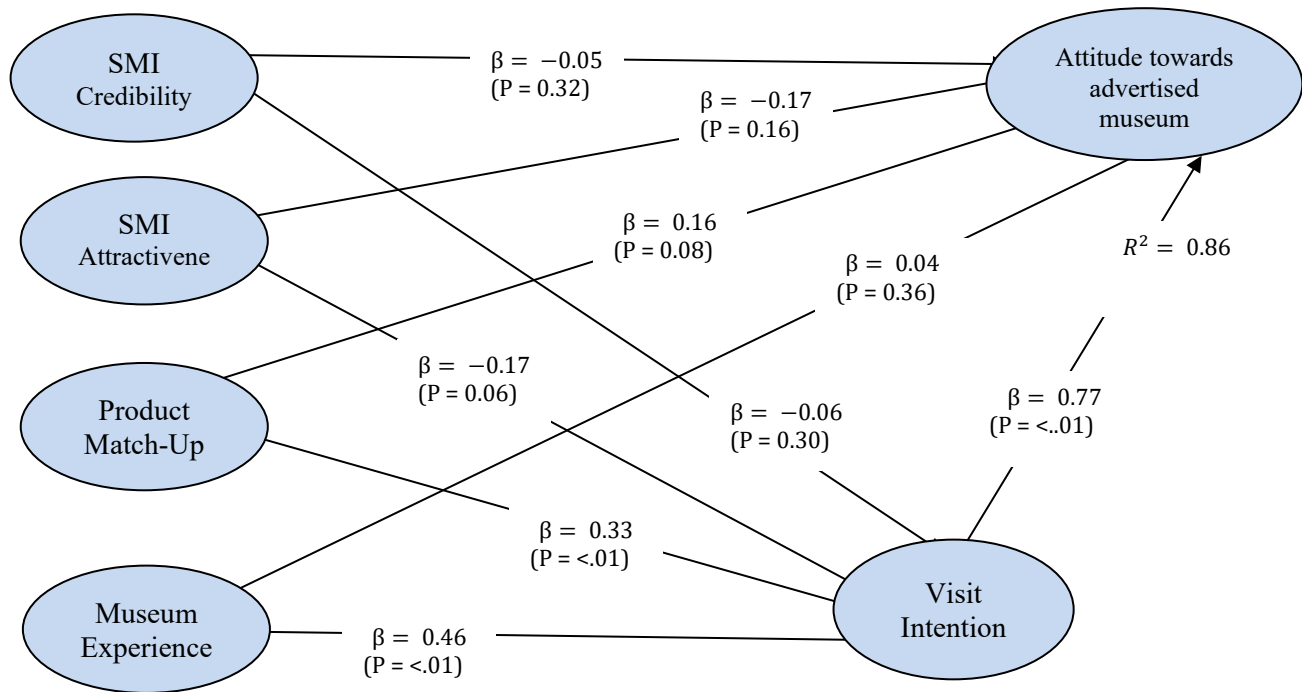 SMI
Credibility
β = −0.05
(P = 0.32)
Attitude towards
advertised
museum
β = −0.17
(P = 0.16)
SMI
Attractivene
β = 0.16
(P = 0.08)
R² = 0.86
β = 0.04
(P = 0.36)
β = −0.17
(P = 0.06)
β = −0.06
(P = 0.30)
β = 0.77
(P = <..01)
Product
Match-Up
β = 0.33
(P = <.01)
Visit
Intention
Museum
Experience
β = 0.46
(P = <.01)